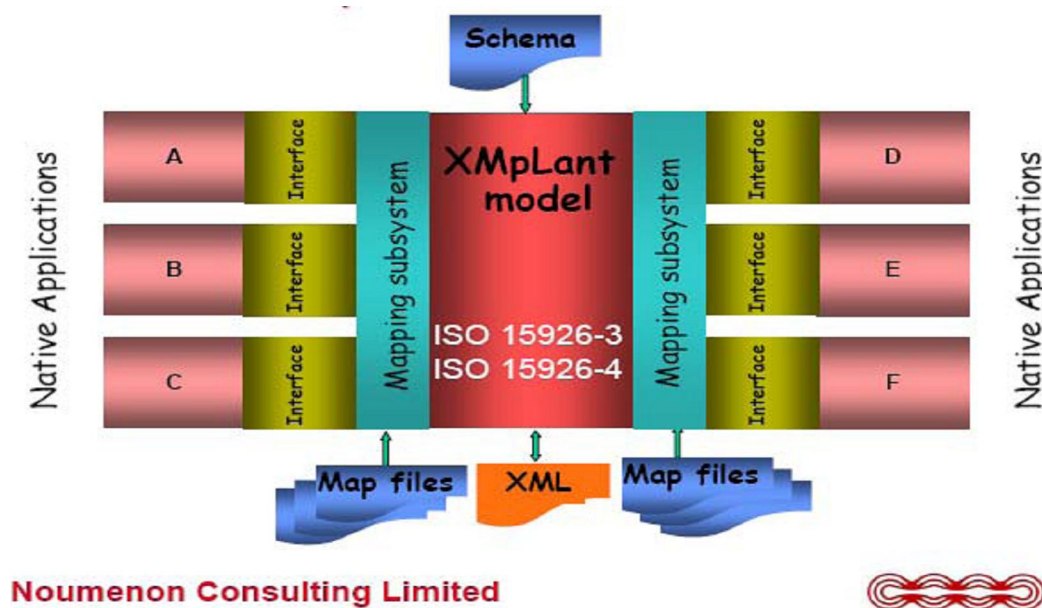 Schema
Native Applications
A
Interface
B
Interface
C
Interface
Mapping subsystem
XMpLant
model
ISO 15926-3
ISO 15926-4
Mapping subsystem
Interface
D
Interface
E
Interface
F
Native Applications
Map files
XML
Map files
Noumenon Consulting Limited